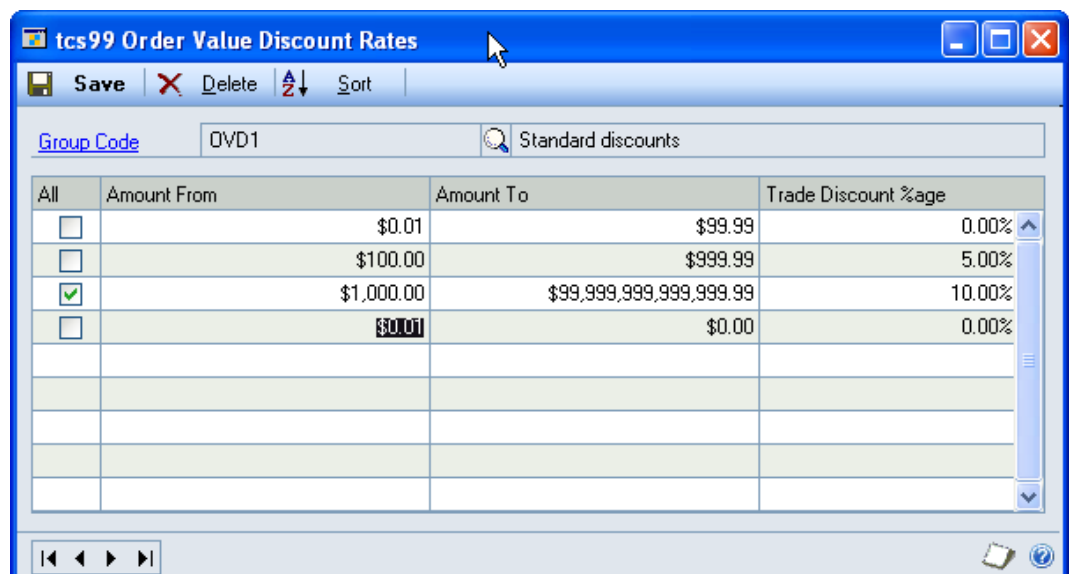 tcs99 Order Value Discount Rates
Save Delete Sort
Group Code OVD1 Standard discounts
All Amount From Amount To Trade Discount %age
$0.01 $99.99 0.00%
$100.00 $999.99 5.00%
$1,000.00 $99,999,999,999,999.99 10.00%
$0.01 $0.00 0.00%